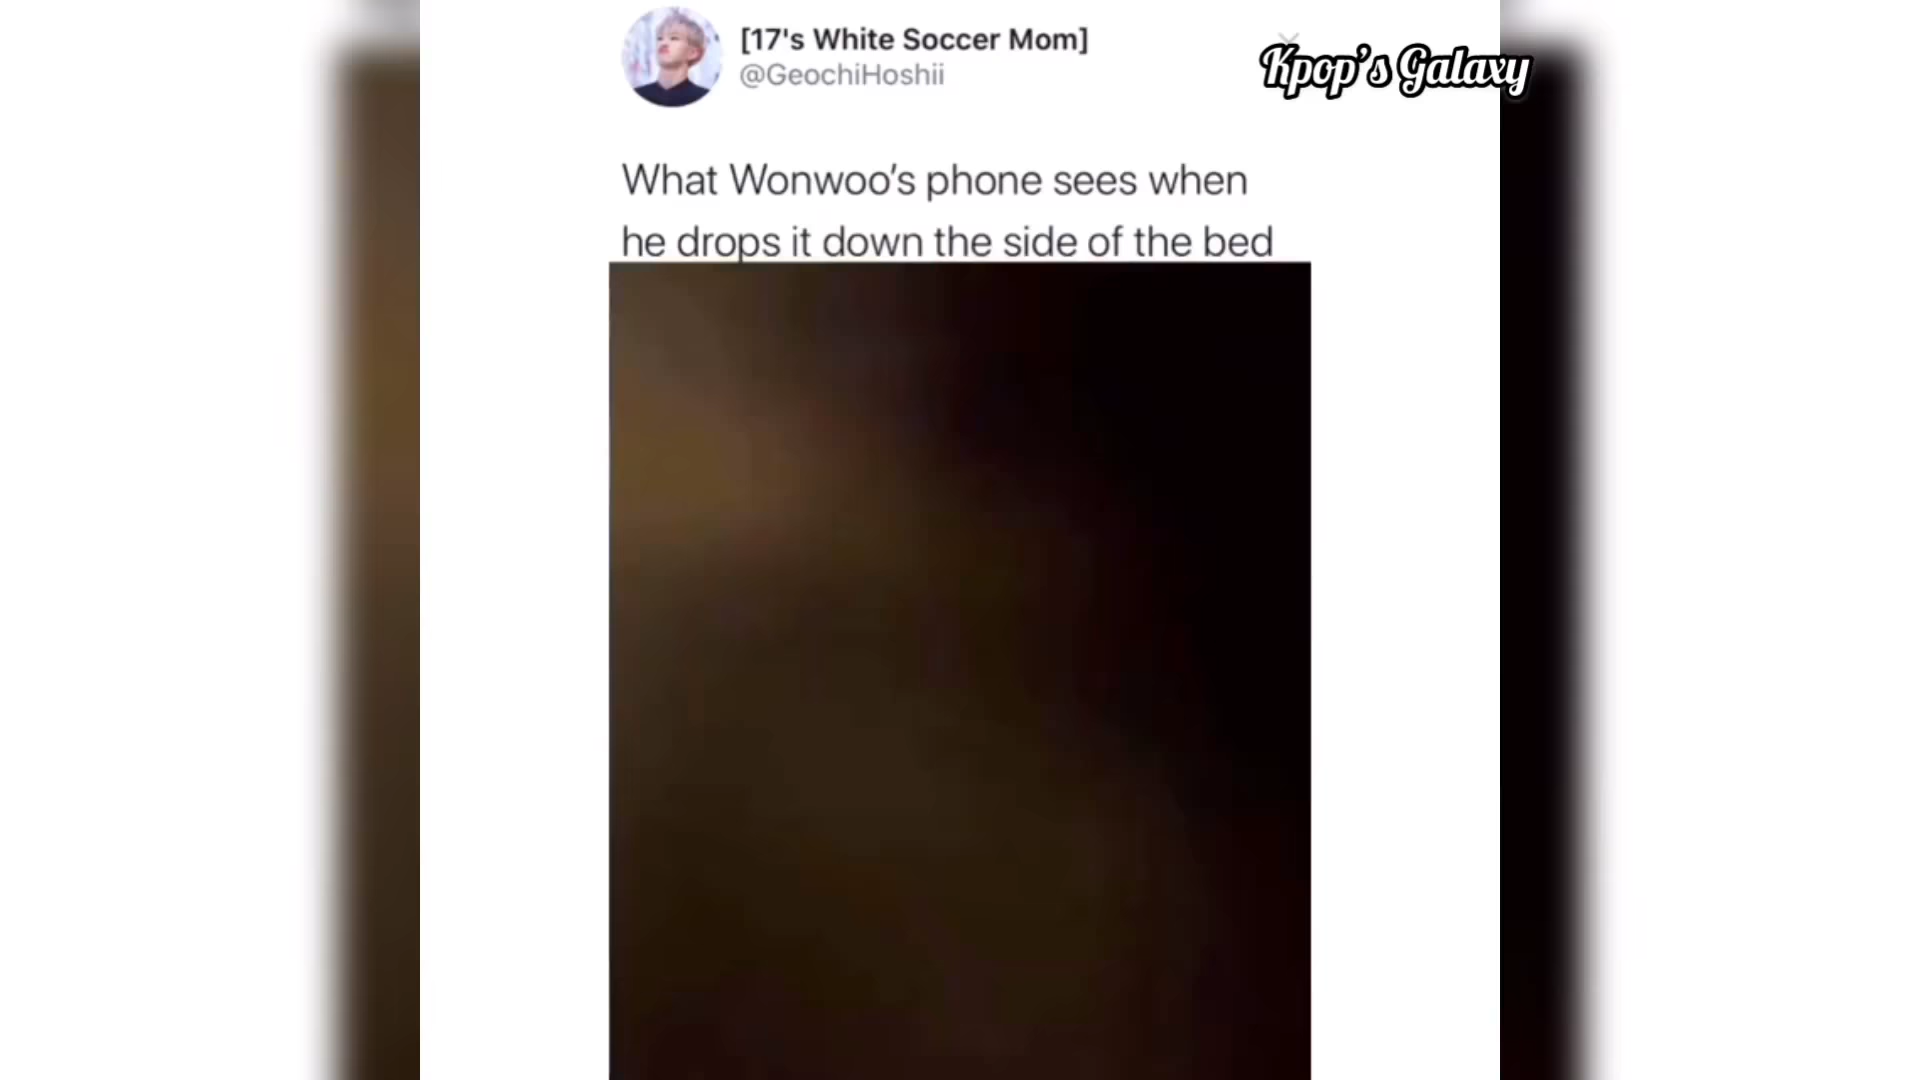 [17's White Soccer Mom]
@GeochiHoshii
Kpop's Galaxy
What Wonwoo’s phone sees when
he drops it down the side of the bed